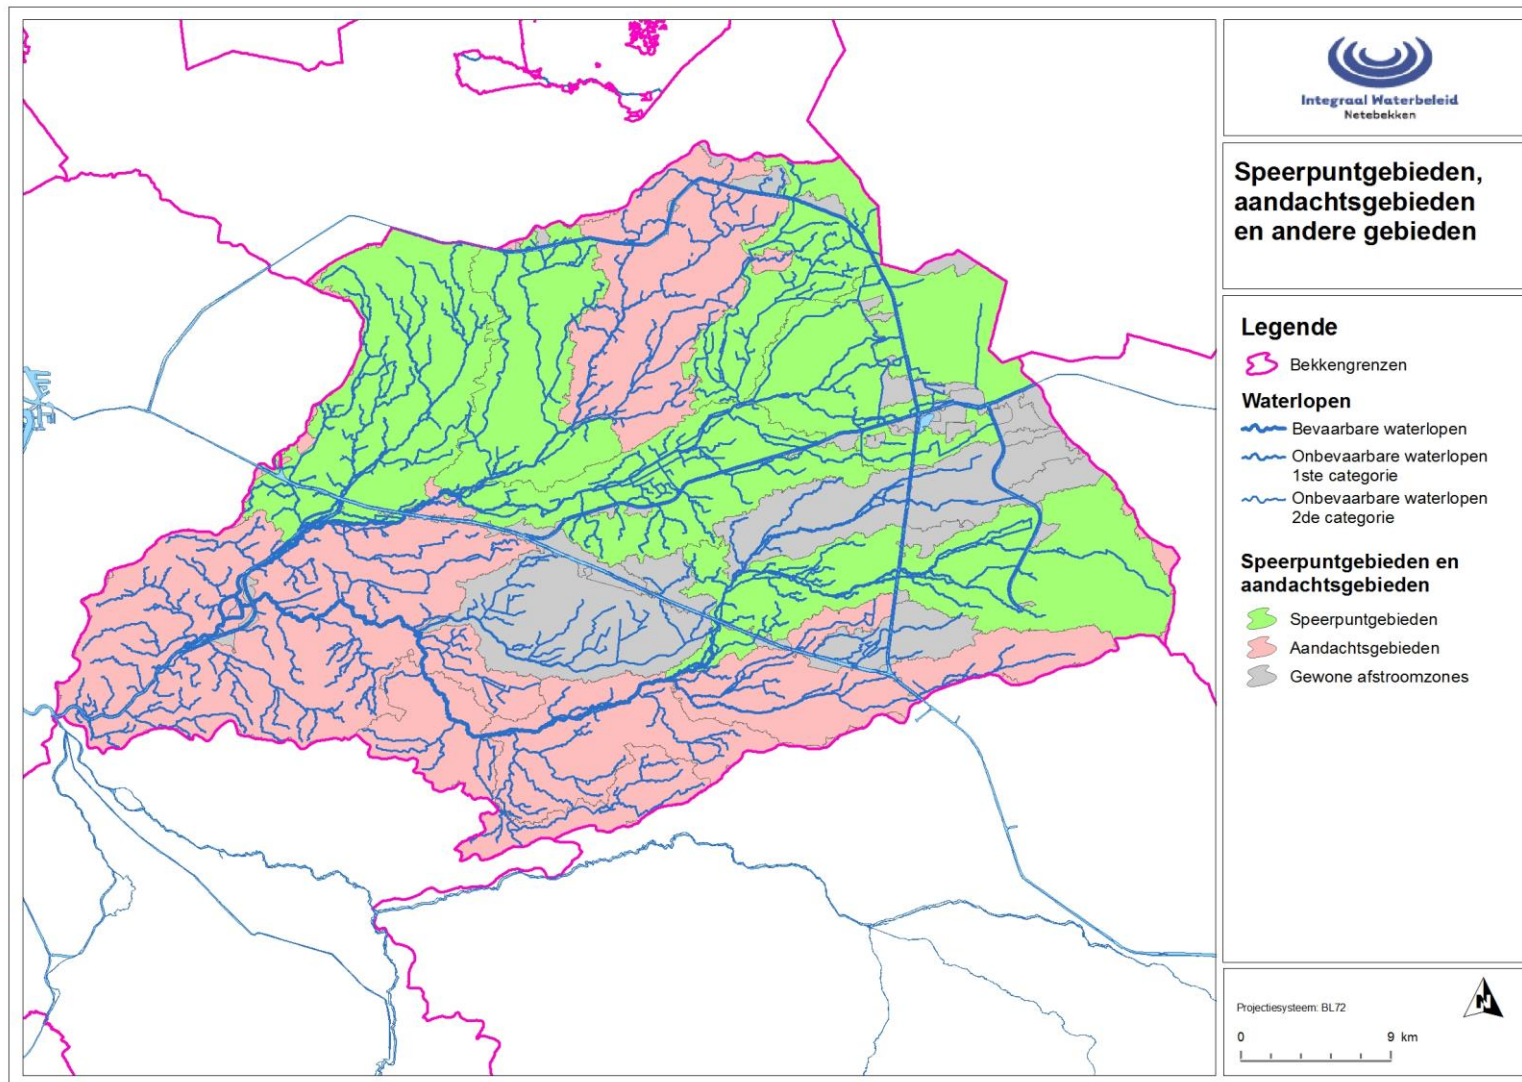 Integraal Waterbeleid
Netebekken
Speerpuntgebieden,
aandachtsgebieden
en andere gebieden
Legende
Bekkengrenzen
Waterlopen
Bevaarbare waterlopen
Onbevaarbare waterlopen
1ste categorie
Onbevaarbare waterlopen
2de categorie
Speerpuntgebieden en
aandachtsgebieden
Speerpuntgebieden
Aandachtsgebieden
Gewone afstroomzones
Projectiesysteem: BL72
N
0 9 km